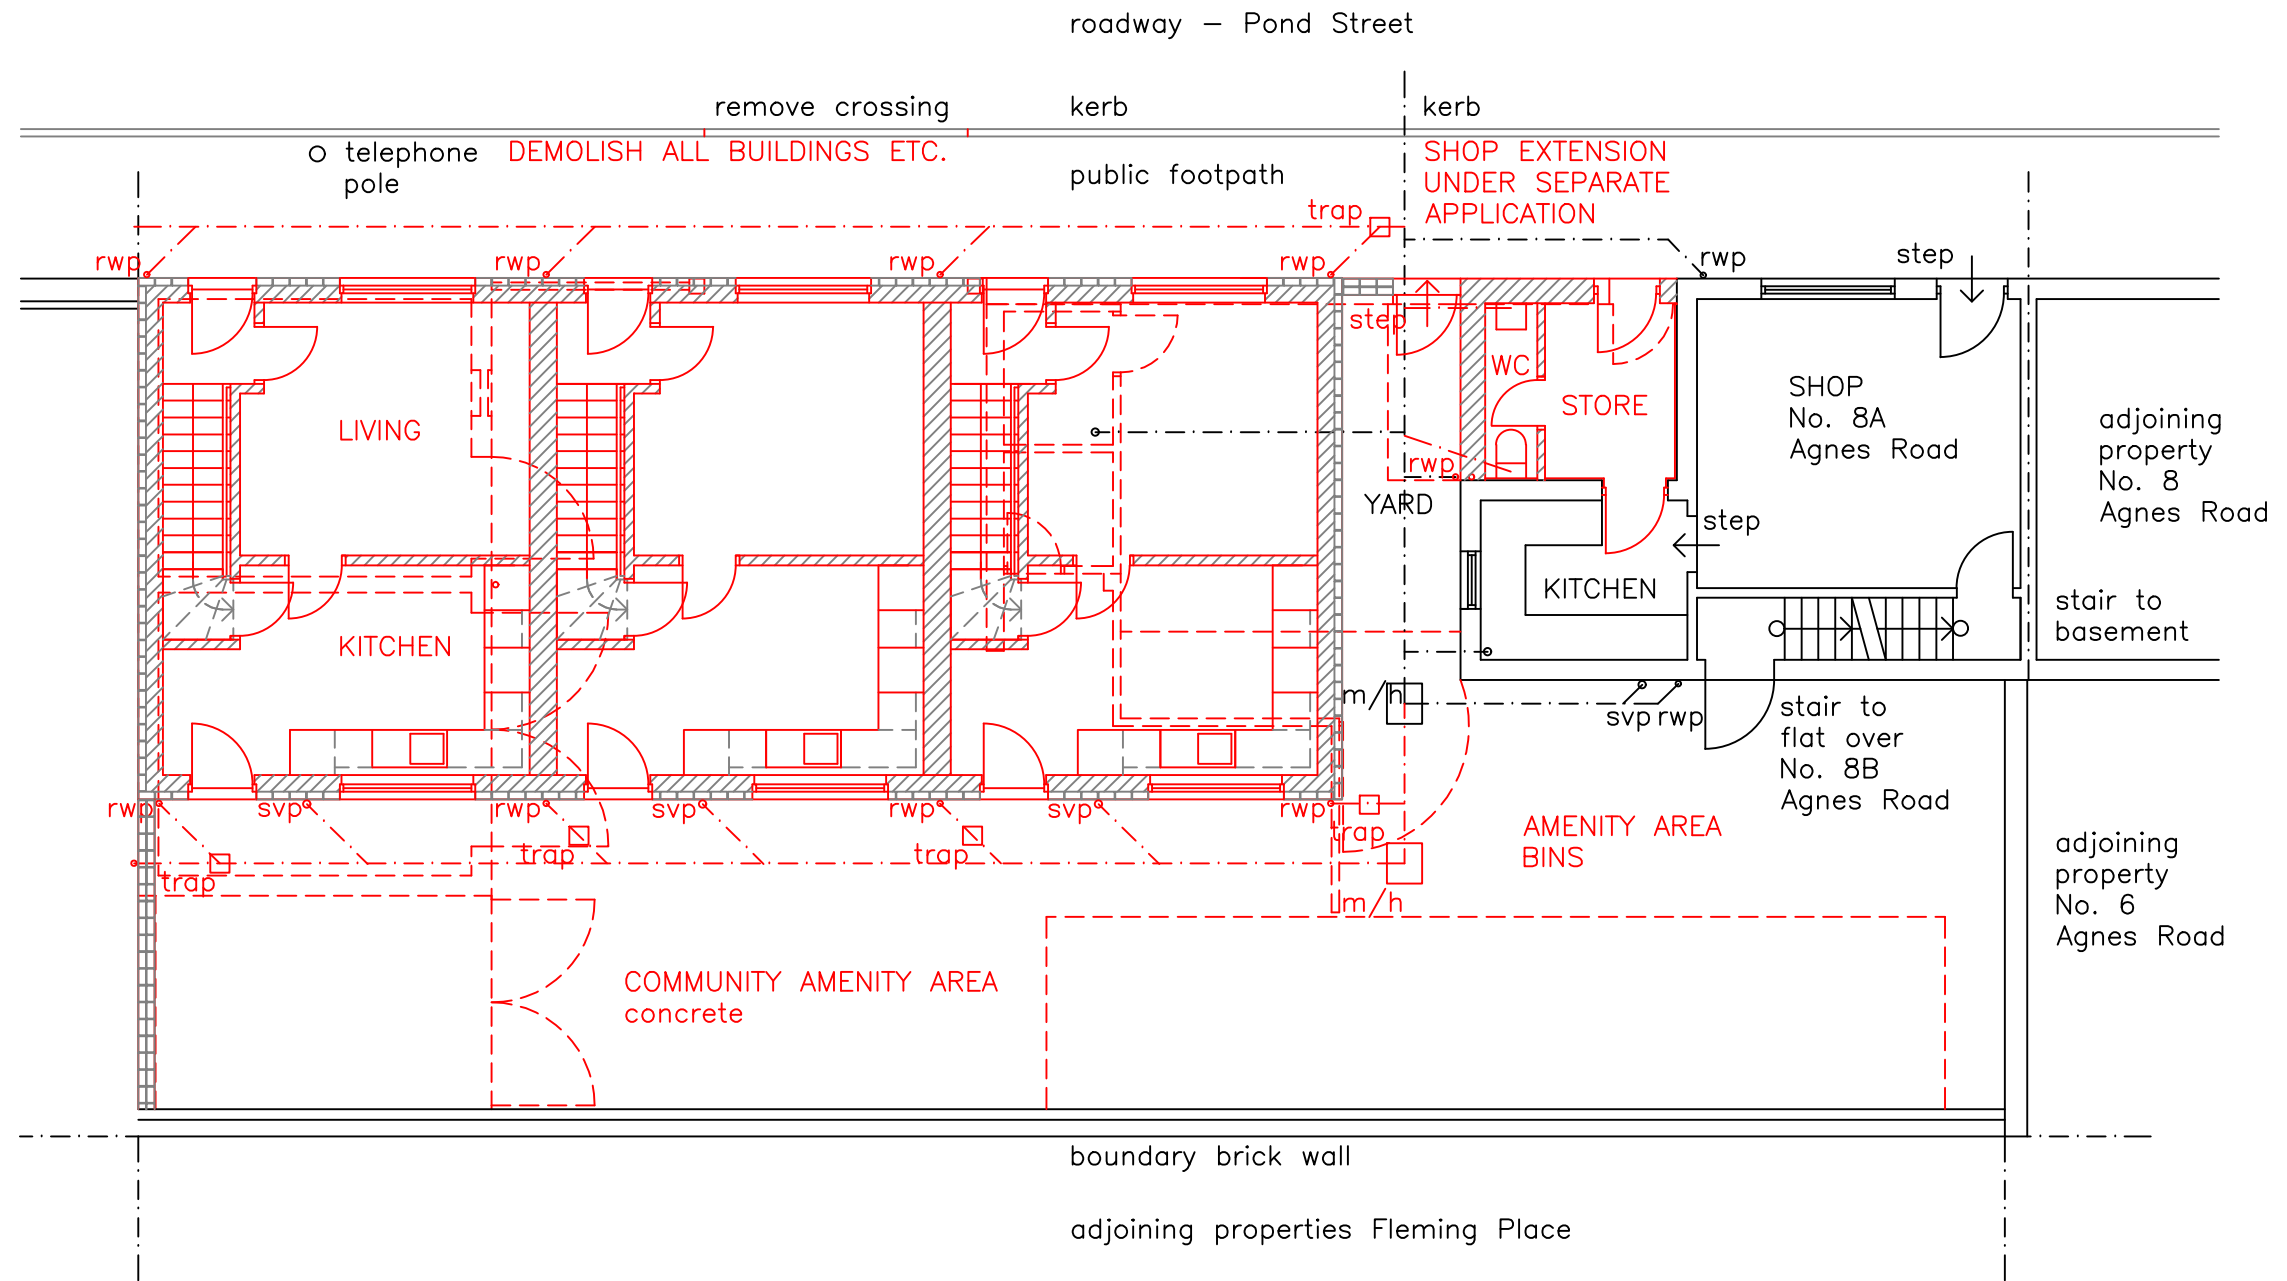 roadway – Pond Street
remove crossing
kerb
kerb
telephone
pole
DEMOLISH ALL BUILDINGS ETC.
public footpath
SHOP EXTENSION
UNDER SEPARATE
APPLICATION
trap
rwp
rwp
rwp
rwp
rwp
step
step
WC
STORE
SHOP
No. 8A
Agnes Road
LIVING
adjoining
property
No. 8
Agnes Road
rwp
YARD
step
KITCHEN
stair to
basement
KITCHEN
m/h
svp
rwp
stair to
flat over
No. 8B
Agnes Road
rwp
svp
rwp
svp
rwp
svp
rwp
trap
trap
trap
trap
AMENITY AREA
BINS
adjoining
property
No. 6
Agnes Road
m/h
COMMUNITY AMENITY AREA
concrete
boundary brick wall
adjoining properties Fleming Place